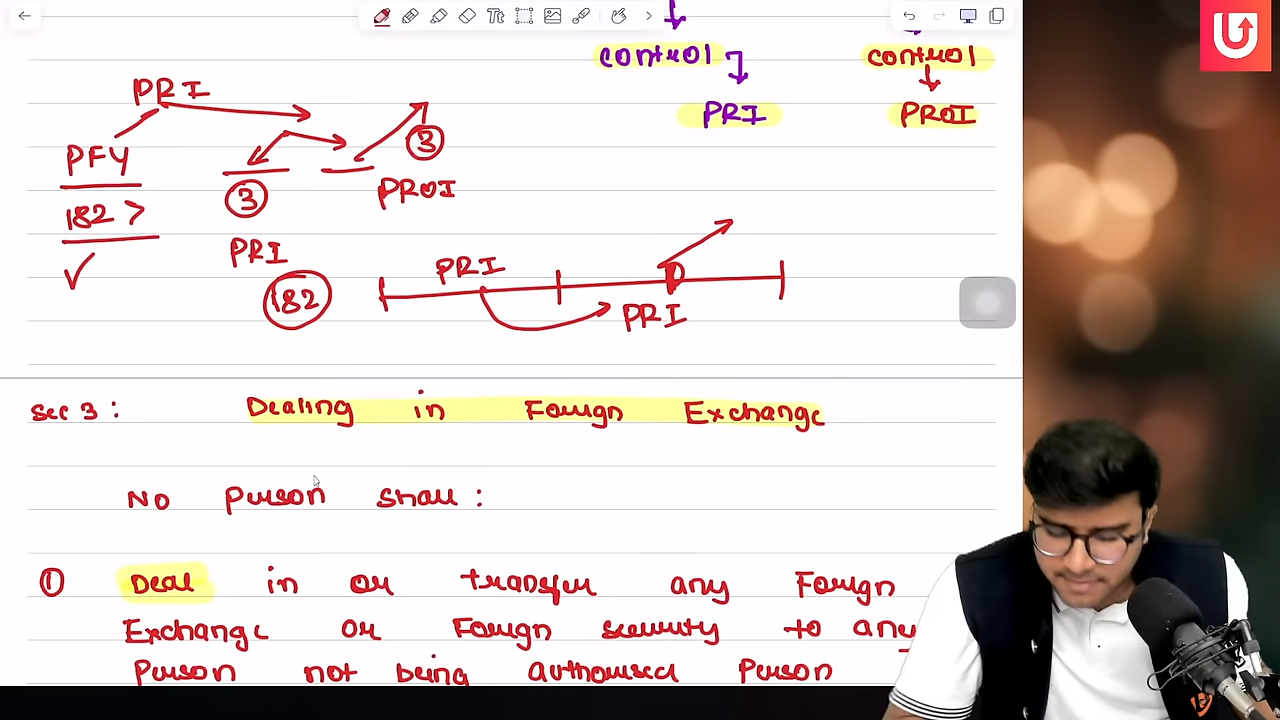 Tt
control
control
PRI
PROI
PRI
PFY
182 >
3
PRI
182
3
PROI
PRI
PRI
Sec 3 : Dealing in Foreign Exchange
No Person Shall :
① Deal in or transfer any Foreign
Exchange or Foreign security to any
Person not being authorised Person